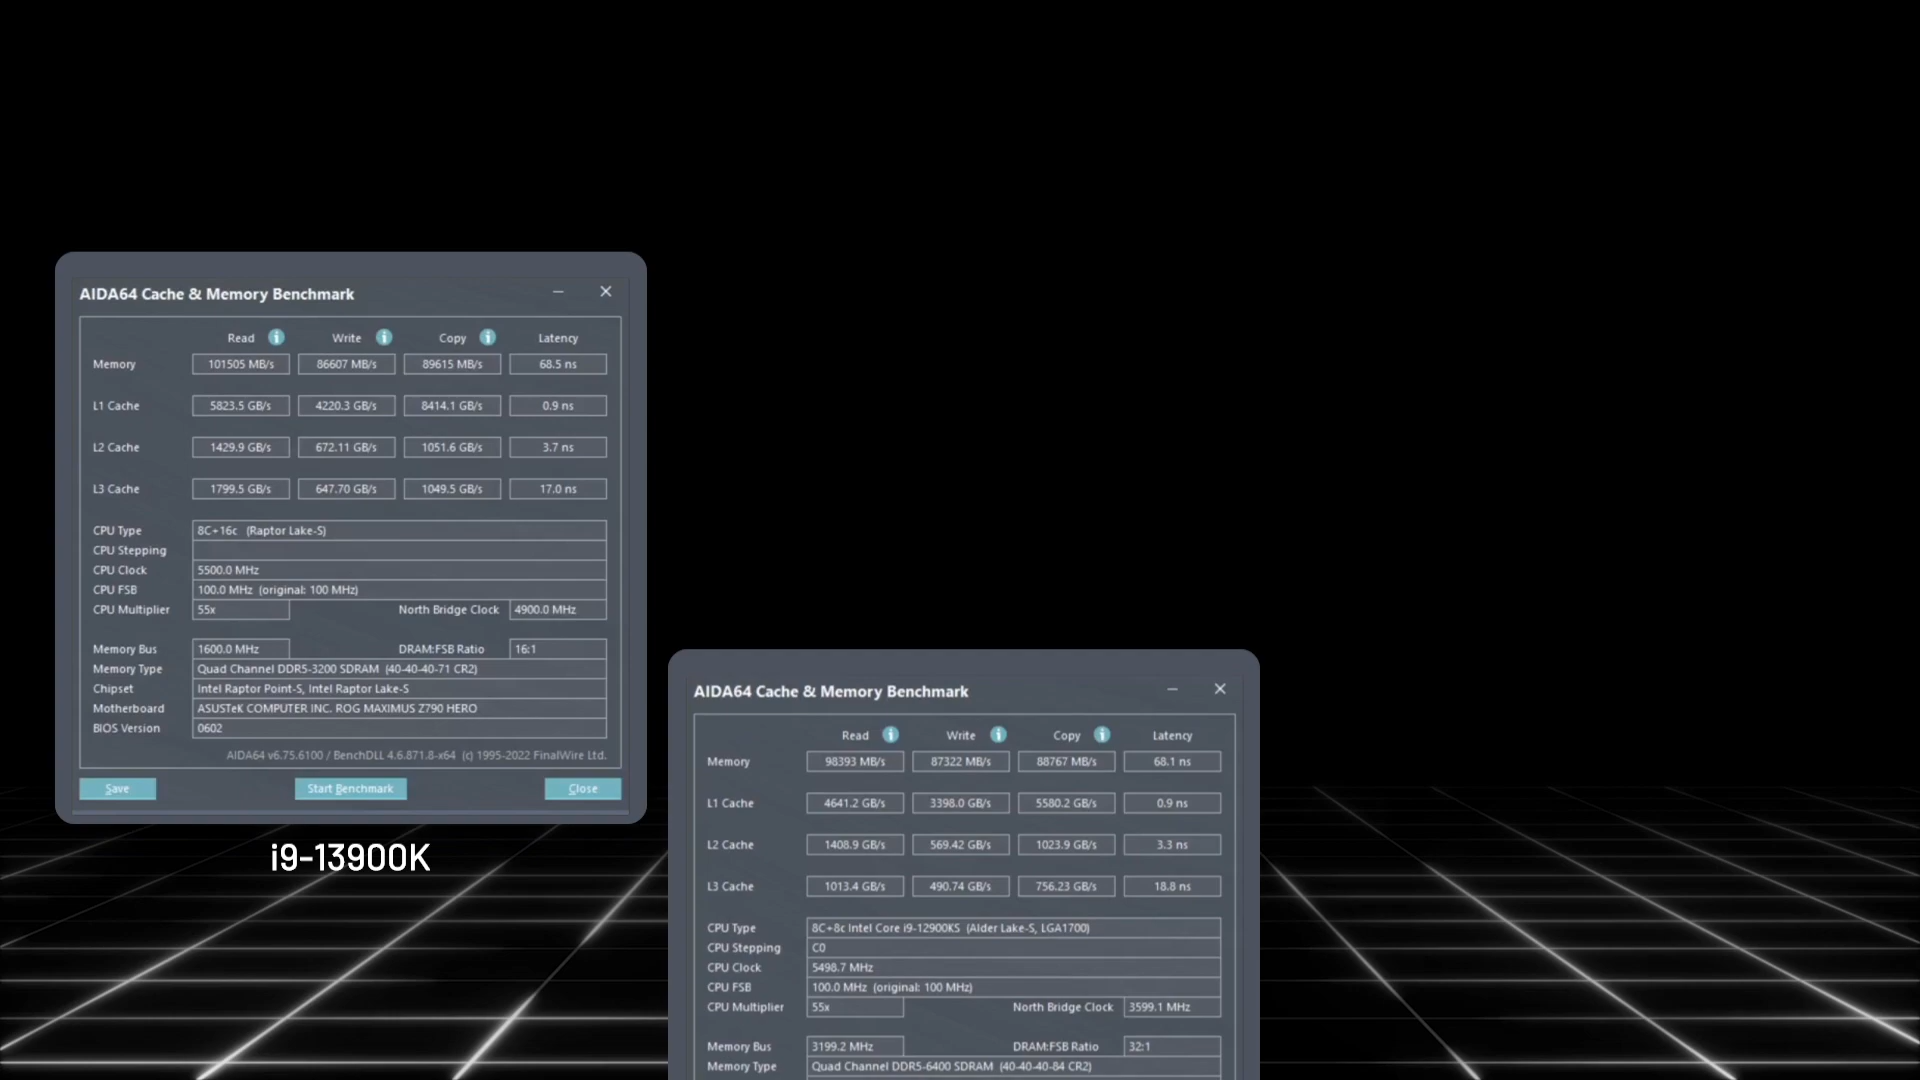 AIDA64 Cache & Memory Benchmark
Read Write Copy Latency
Memory 101505 MB/s 86607 MB/s 89615 MB/s 68.5 ns
L1 Cache 5823.5 GB/s 4220.3 GB/s 8414.1 GB/s 0.9 ns
L2 Cache 1429.9 GB/s 672.11 GB/s 1051.6 GB/s 3.7 ns
L3 Cache 1799.5 GB/s 647.70 GB/s 1049.5 GB/s 17.0 ns
CPU Type 8C+16c (Raptor Lake-S)
CPU Stepping
CPU Clock 5500.0 MHz
CPU FSB 100.0 MHz (original: 100 MHz)
CPU Multiplier 55x North Bridge Clock 4900.0 MHz
Memory Bus 1600.0 MHz DRAM:FSB Ratio 16:1
Memory Type Quad Channel DDR5-3200 SDRAM (40-40-40-71 CR2)
Chipset Intel Raptor Point-S, Intel Raptor Lake-S
Motherboard ASUSTeK COMPUTER INC. ROG MAXIMUS Z790 HERO
BIOS Version 0602
AIDA64 v6.75.6100 / BenchDLL 4.6.871.8-x64 (c) 1995-2022 FinalWire Ltd.
Save Start Benchmark Close
i9-13900K
AIDA64 Cache & Memory Benchmark
Read Write Copy Latency
Memory 98393 MB/s 87322 MB/s 88767 MB/s 68.1 ns
L1 Cache 4641.2 GB/s 3398.0 GB/s 5580.2 GB/s 0.9 ns
L2 Cache 1408.9 GB/s 569.42 GB/s 1023.9 GB/s 3.3 ns
L3 Cache 1013.4 GB/s 490.74 GB/s 756.23 GB/s 18.8 ns
CPU Type 8C+8c Intel Core i9-12900KS (Alder Lake-S, LGA1700)
CPU Stepping C0
CPU Clock 5498.7 MHz
CPU FSB 100.0 MHz (original: 100 MHz)
CPU Multiplier 55x North Bridge Clock 3599.1 MHz
Memory Bus 3199.2 MHz DRAM:FSB Ratio 32:1
Memory Type Quad Channel DDR5-6400 SDRAM (40-40-40-84 CR2)